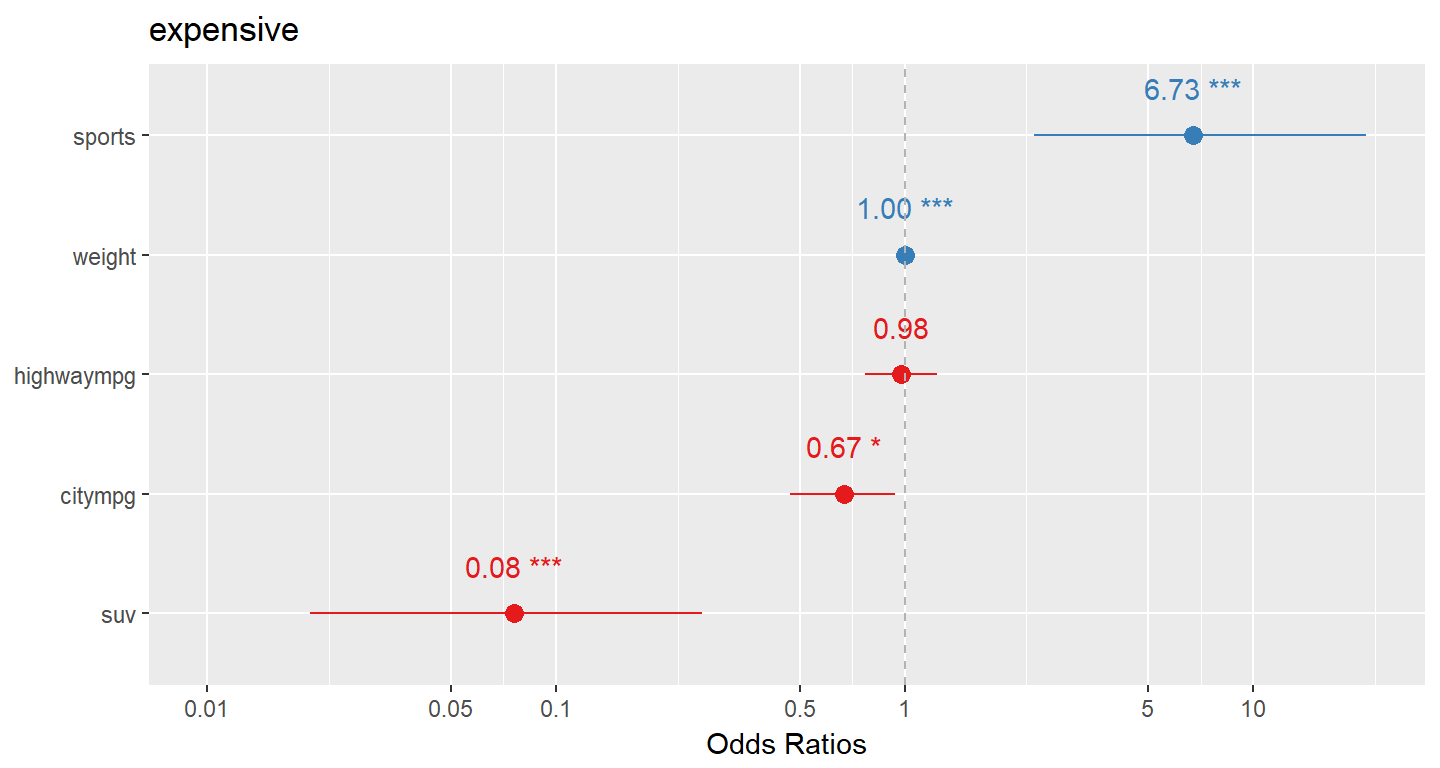 expensive
6.73 ***
sports
1.00 ***
weight
0.98
highwaympg
0.67 *
citympg
0.08 ***
suv
0.01 0.05 0.1 0.5 1 5 10
Odds Ratios